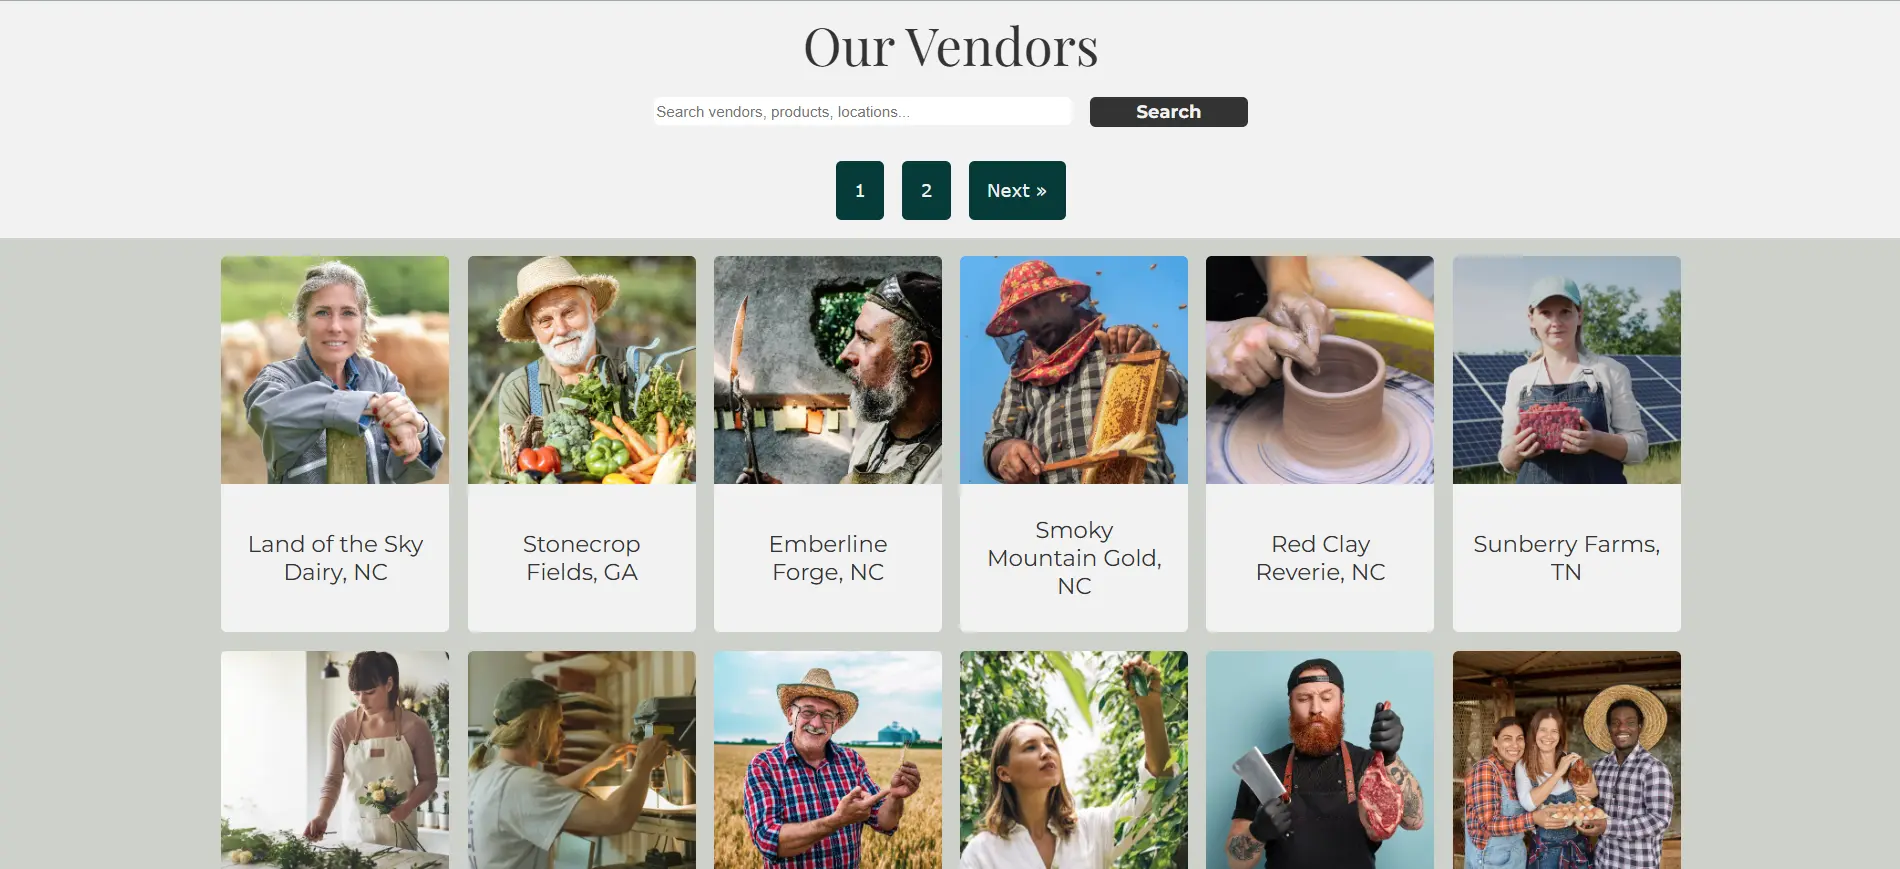 Our Vendors
Search vendors, products, locations...
Search
1
2
Next »
Land of the Sky
Dairy, NC
Stonecrop
Fields, GA
Emberline
Forge, NC
Smoky
Mountain Gold,
NC
Red Clay
Reverie, NC
Sunberry Farms,
TN